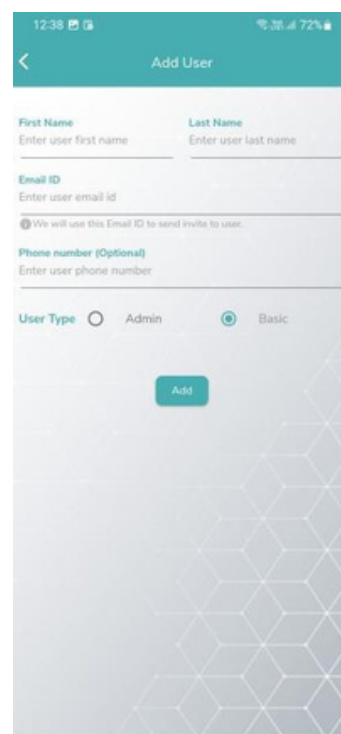 12:38 72%
Add User
First Name Last Name
Enter user first name Enter user last name
Email ID
Enter user email id
We will use this Email ID to send invite to user.
Phone number (Optional)
Enter user phone number
User Type Admin Basic
Add